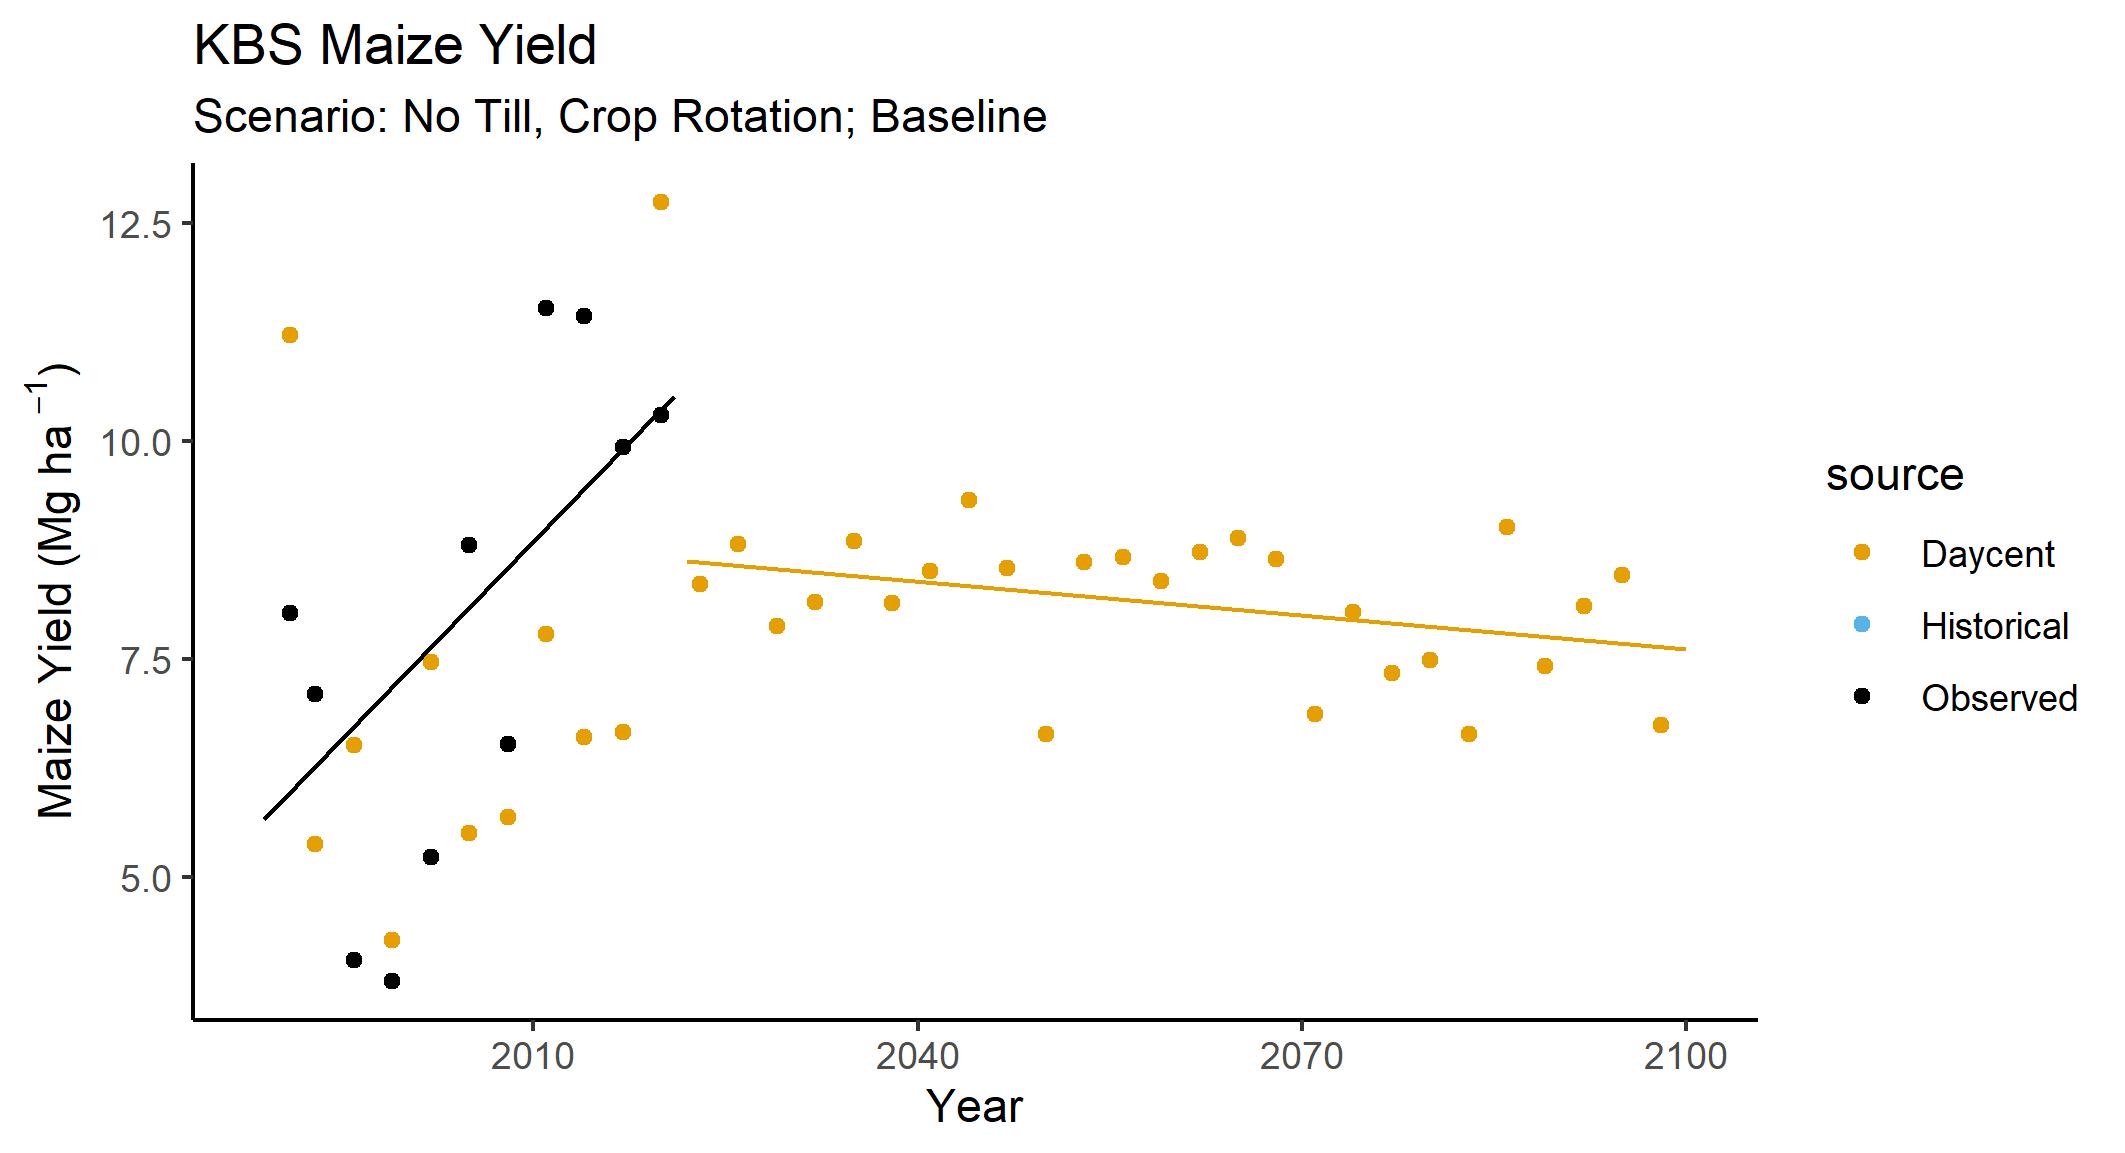 KBS Maize Yield
Scenario: No Till, Crop Rotation; Baseline
Maize Yield (Mg ha⁻¹)
12.5
10.0
7.5
5.0
2010
2040
2070
2100
Year
source
Daycent
Historical
Observed